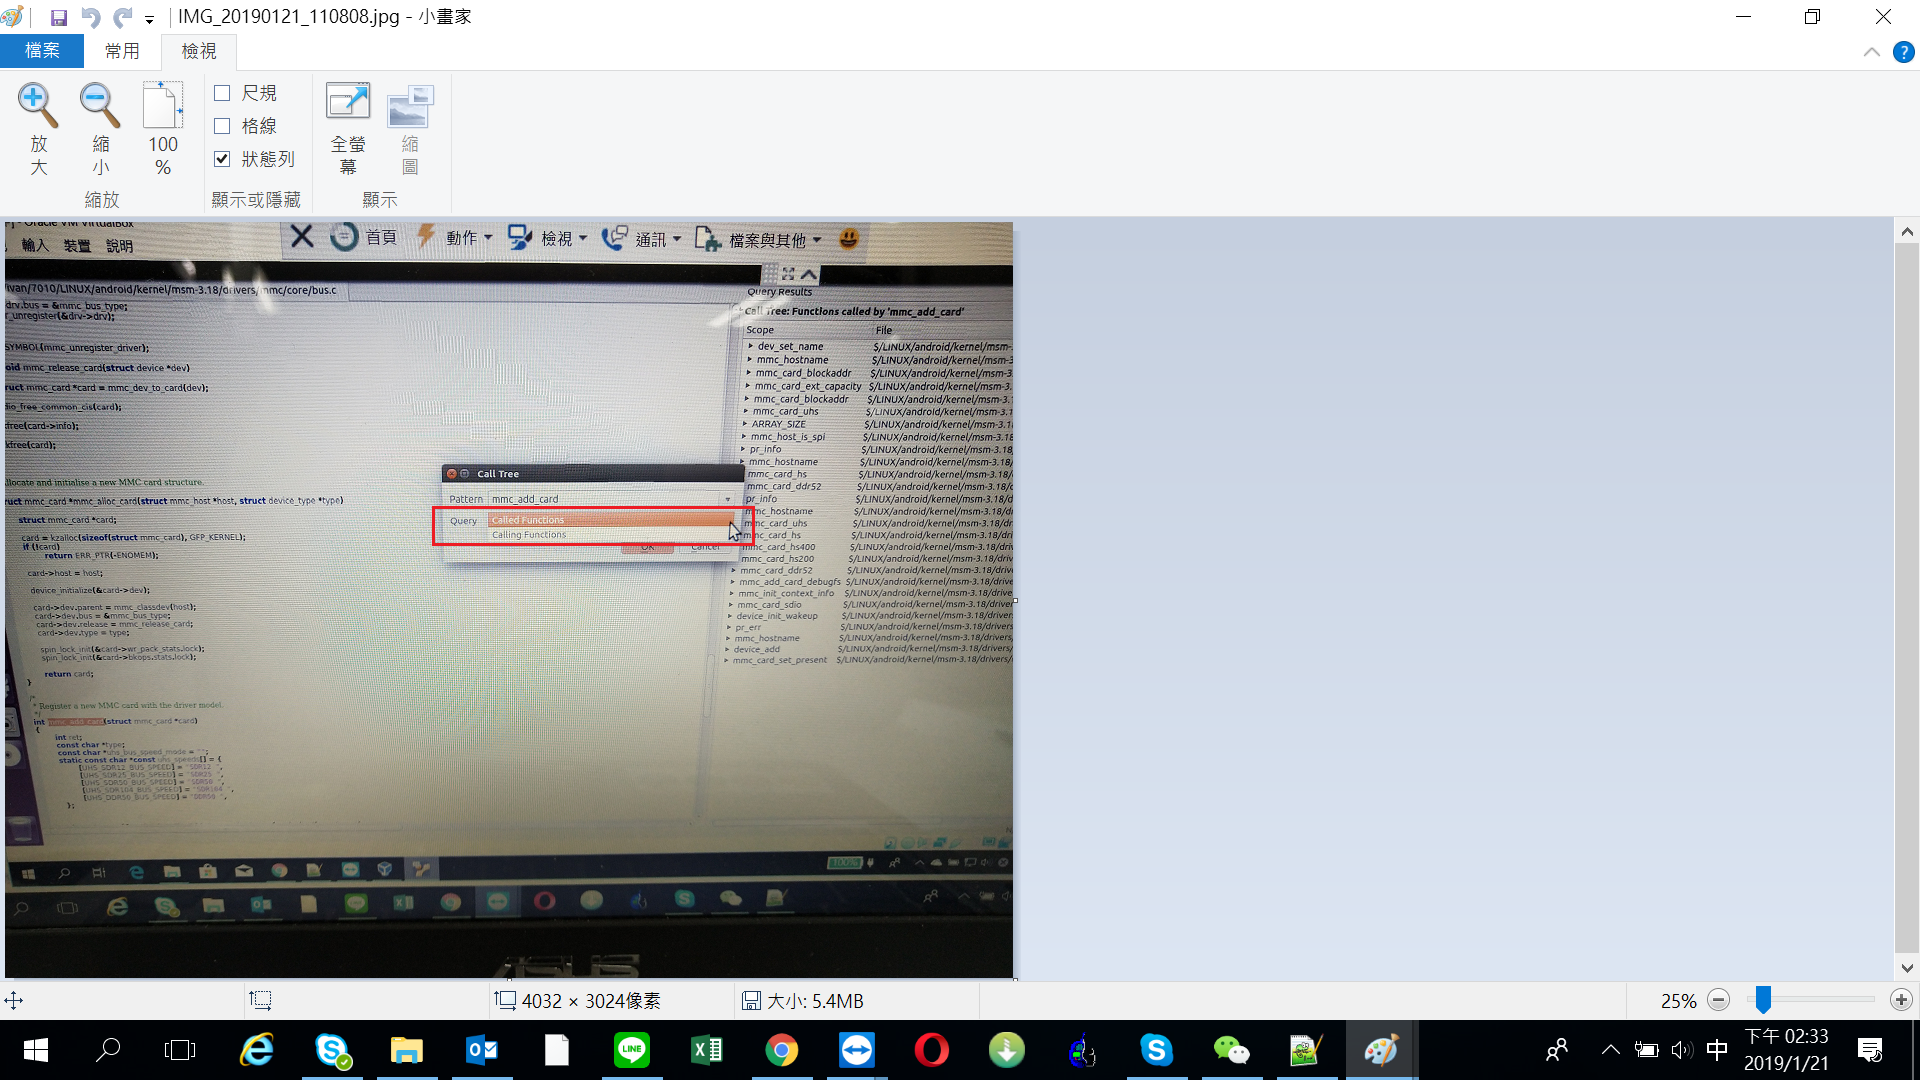 IMG_20190121_110808.jpg - 小畫家
檔案 常用 檢視
放大 縮小 100%
尺規
格線
狀態列
全螢幕 縮圖
縮放 顯示或隱藏 顯示
Oracle VM VirtualBox
輸入 裝置 說明
首頁 動作 檢視 通訊 檔案與其他
ivan/7010/LINUX/android/kernel/msm-3.18/drivers/mmc/core/bus.c
drv.bus = &mmc_bus_type;
r_unregister(&drv->drv);
SYMBOL(mmc_unregister_driver);
oid mmc_release_card(struct device *dev)
ruct mmc_card *card = mmc_dev_to_card(dev);
dio_free_common_cis(card);
free(card->info);
kfree(card);
Allocate and initialise a new MMC card structure.
ruct mmc_card *mmc_alloc_card(struct mmc_host *host, struct device_type *type)
struct mmc_card *card;
card = kzalloc(sizeof(struct mmc_card), GFP_KERNEL);
if (!card)
return ERR_PTR(-ENOMEM);
card->host = host;
device_initialize(&card->dev);
card->dev.parent = mmc_classdev(host);
card->dev.bus = &mmc_bus_type;
card->dev.release = mmc_release_card;
card->dev.type = type;
spin_lock_init(&card->wr_pack_stats.lock);
spin_lock_init(&card->bkops.stats.lock);
return card;
}
/*
* Register a new MMC card with the driver model.
*/
int mmc_add_card(struct mmc_card *card)
{
int ret;
const char *type;
const char *uhs_bus_speed_mode = "";
static const char *const uhs_speeds[] = {
[UHS_SDR12_BUS_SPEED] = "SDR12 ",
[UHS_SDR25_BUS_SPEED] = "SDR25 ",
[UHS_SDR50_BUS_SPEED] = "SDR50 ",
[UHS_SDR104_BUS_SPEED] = "SDR104 ",
[UHS_DDR50_BUS_SPEED] = "DDR50 ",
};
Call Tree
Pattern mmc_add_card
Query Called Functions
Calling Functions
OK Cancel
Query Results
Call Tree: Functions called by 'mmc_add_card'
Scope File
dev_set_name $/LINUX/android/kernel/msm-3.
mmc_hostname $/LINUX/android/kernel/msm-3.
mmc_card_blockaddr $/LINUX/android/kernel/msm-3.
mmc_card_ext_capacity $/LINUX/android/kernel/msm-3.
mmc_card_blockaddr $/LINUX/android/kernel/msm-3.
mmc_card_uhs $/LINUX/android/kernel/msm-3.1
ARRAY_SIZE $/LINUX/android/kernel/msm-3.1
mmc_host_is_spi $/LINUX/android/kernel/msm-3.1
pr_info $/LINUX/android/kernel/msm-3.1
mmc_hostname $/LINUX/android/kernel/msm-3.1
mmc_card_hs $/LINUX/android/kernel/msm-3.1
mmc_card_ddr52 $/LINUX/android/kernel/msm-3.18
pr_info $/LINUX/android/kernel/msm-3.18
mmc_hostname $/LINUX/android/kernel/msm-3.18
mmc_card_uhs $/LINUX/android/kernel/msm-3.18
mmc_card_hs $/LINUX/android/kernel/msm-3.18
mmc_card_hs400 $/LINUX/android/kernel/msm-3.18/
mmc_card_hs200 $/LINUX/android/kernel/msm-3.18/
mmc_card_ddr52 $/LINUX/android/kernel/msm-3.18/
mmc_add_card_debugfs $/LINUX/android/kernel/msm-3.18/
mmc_init_context_info $/LINUX/android/kernel/msm-3.18/drive
mmc_card_sdio $/LINUX/android/kernel/msm-3.18/drive
device_init_wakeup $/LINUX/android/kernel/msm-3.18/driver
pr_err $/LINUX/android/kernel/msm-3.18/driver
mmc_hostname $/LINUX/android/kernel/msm-3.18/drivers
device_add $/LINUX/android/kernel/msm-3.18/drivers
mmc_card_set_present $/LINUX/android/kernel/msm-3.18/drivers/
100%
ASUS
4032 × 3024像素 大小: 5.4MB 25%
LINE
中
下午 02:33
2019/1/21